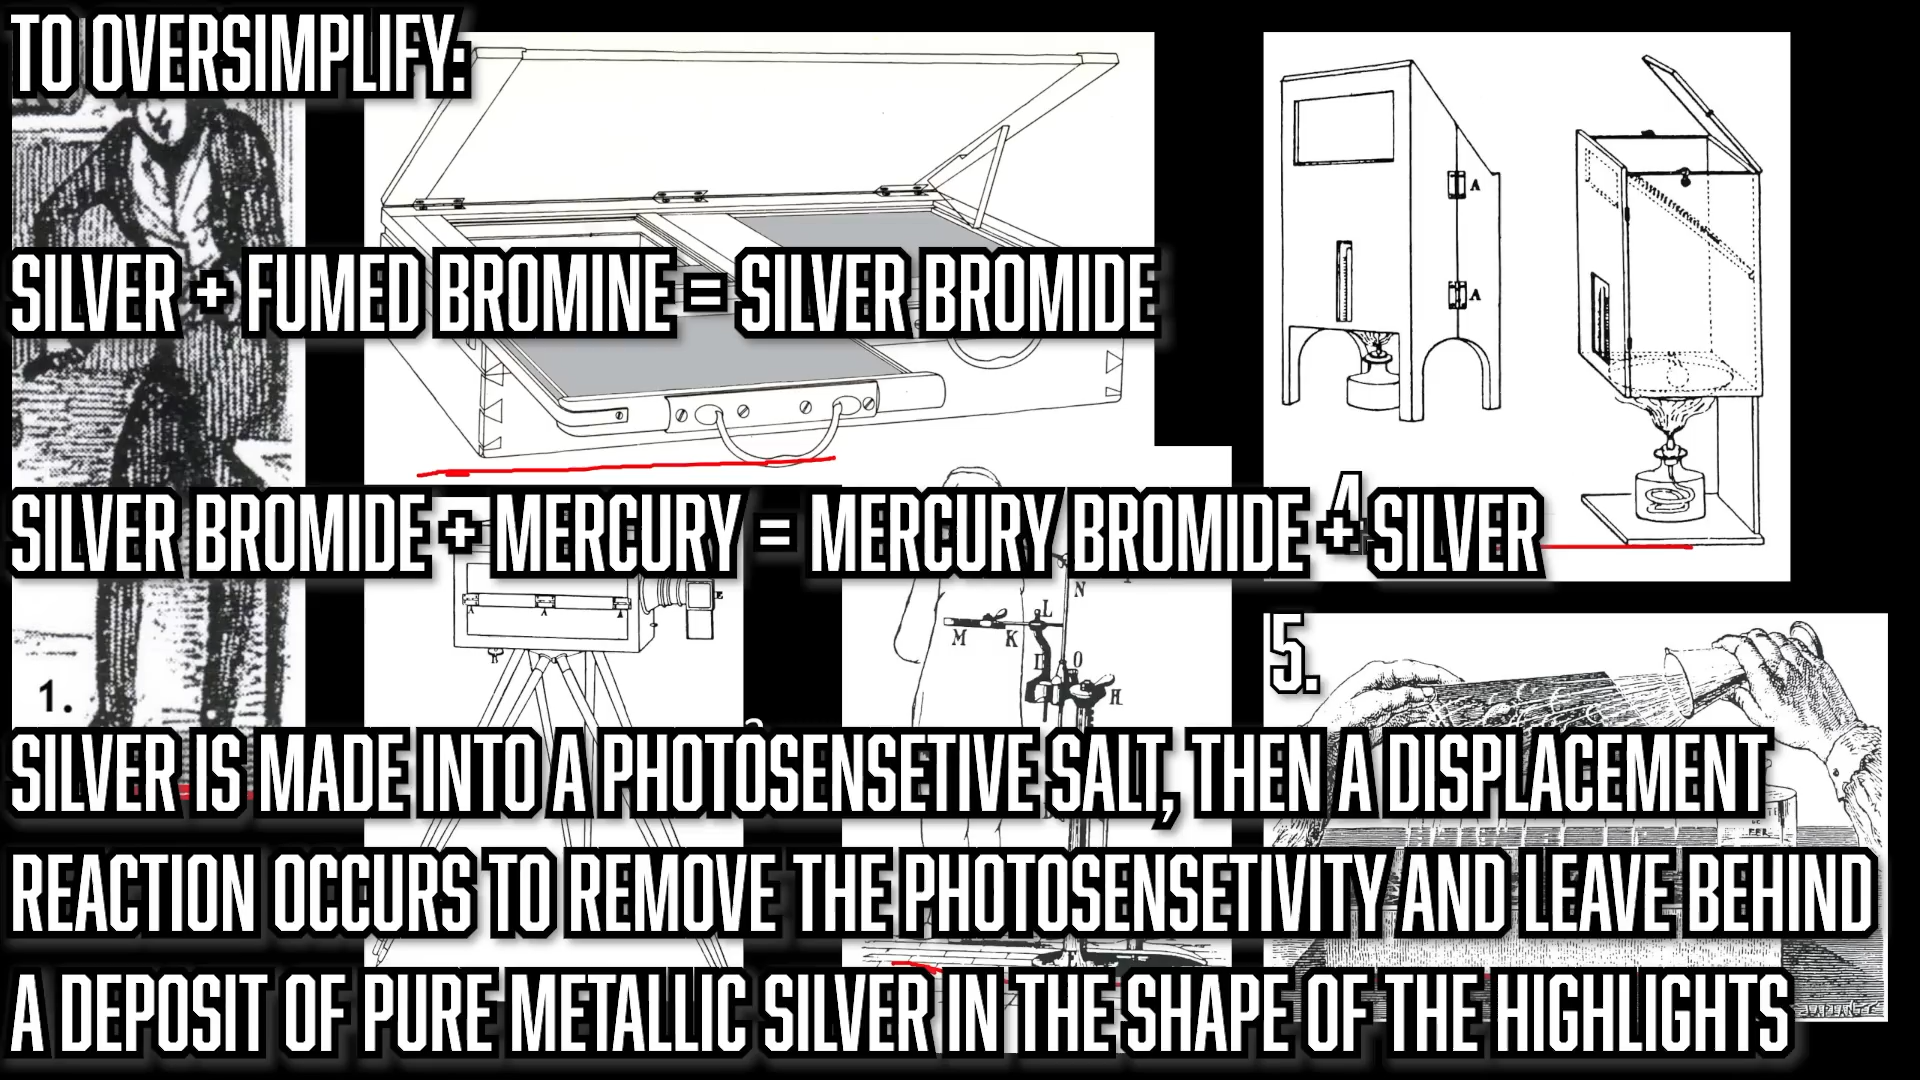 TO OVERSIMPLIFY:
SILVER + FUMED BROMINE = SILVER BROMIDE
SILVER BROMIDE + MERCURY = MERCURY BROMIDE + SILVER
SILVER IS MADE INTO A PHOTOSENSETIVE SALT, THEN A DISPLACEMENT
REACTION OCCURS TO REMOVE THE PHOTOSENSETIVITY AND LEAVE BEHIND
A DEPOSIT OF PURE METALLIC SILVER IN THE SHAPE OF THE HIGHLIGHTS
A
A
4.
E
A
A
A
N
L
M
K
O
H
5.
1.
FER